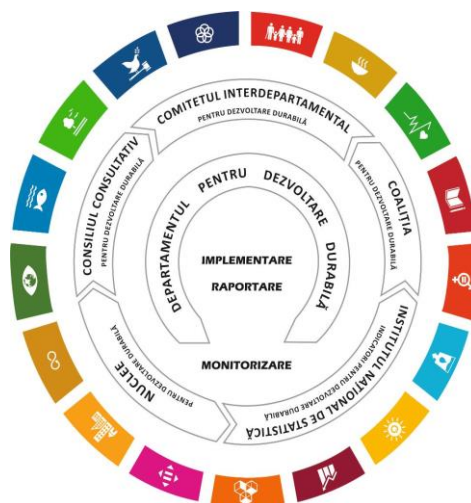 COMITETUL INTERDEPARTAMENTAL
PENTRU DEZVOLTARE DURABILĂ
COALIȚIA
PENTRU DEZVOLTARE DURABILĂ
INSTITUTUL NAȚIONAL DE STATISTICĂ
INDICATORI PENTRU DEZVOLTARE DURABILĂ
NUCLEE
PENTRU DEZVOLTARE DURABILĂ
CONSILIUL CONSULTATIV
PENTRU DEZVOLTARE DURABILĂ
DEPARTAMENTUL PENTRU DEZVOLTARE DURABILĂ
IMPLEMENTARE
RAPORTARE
MONITORIZARE